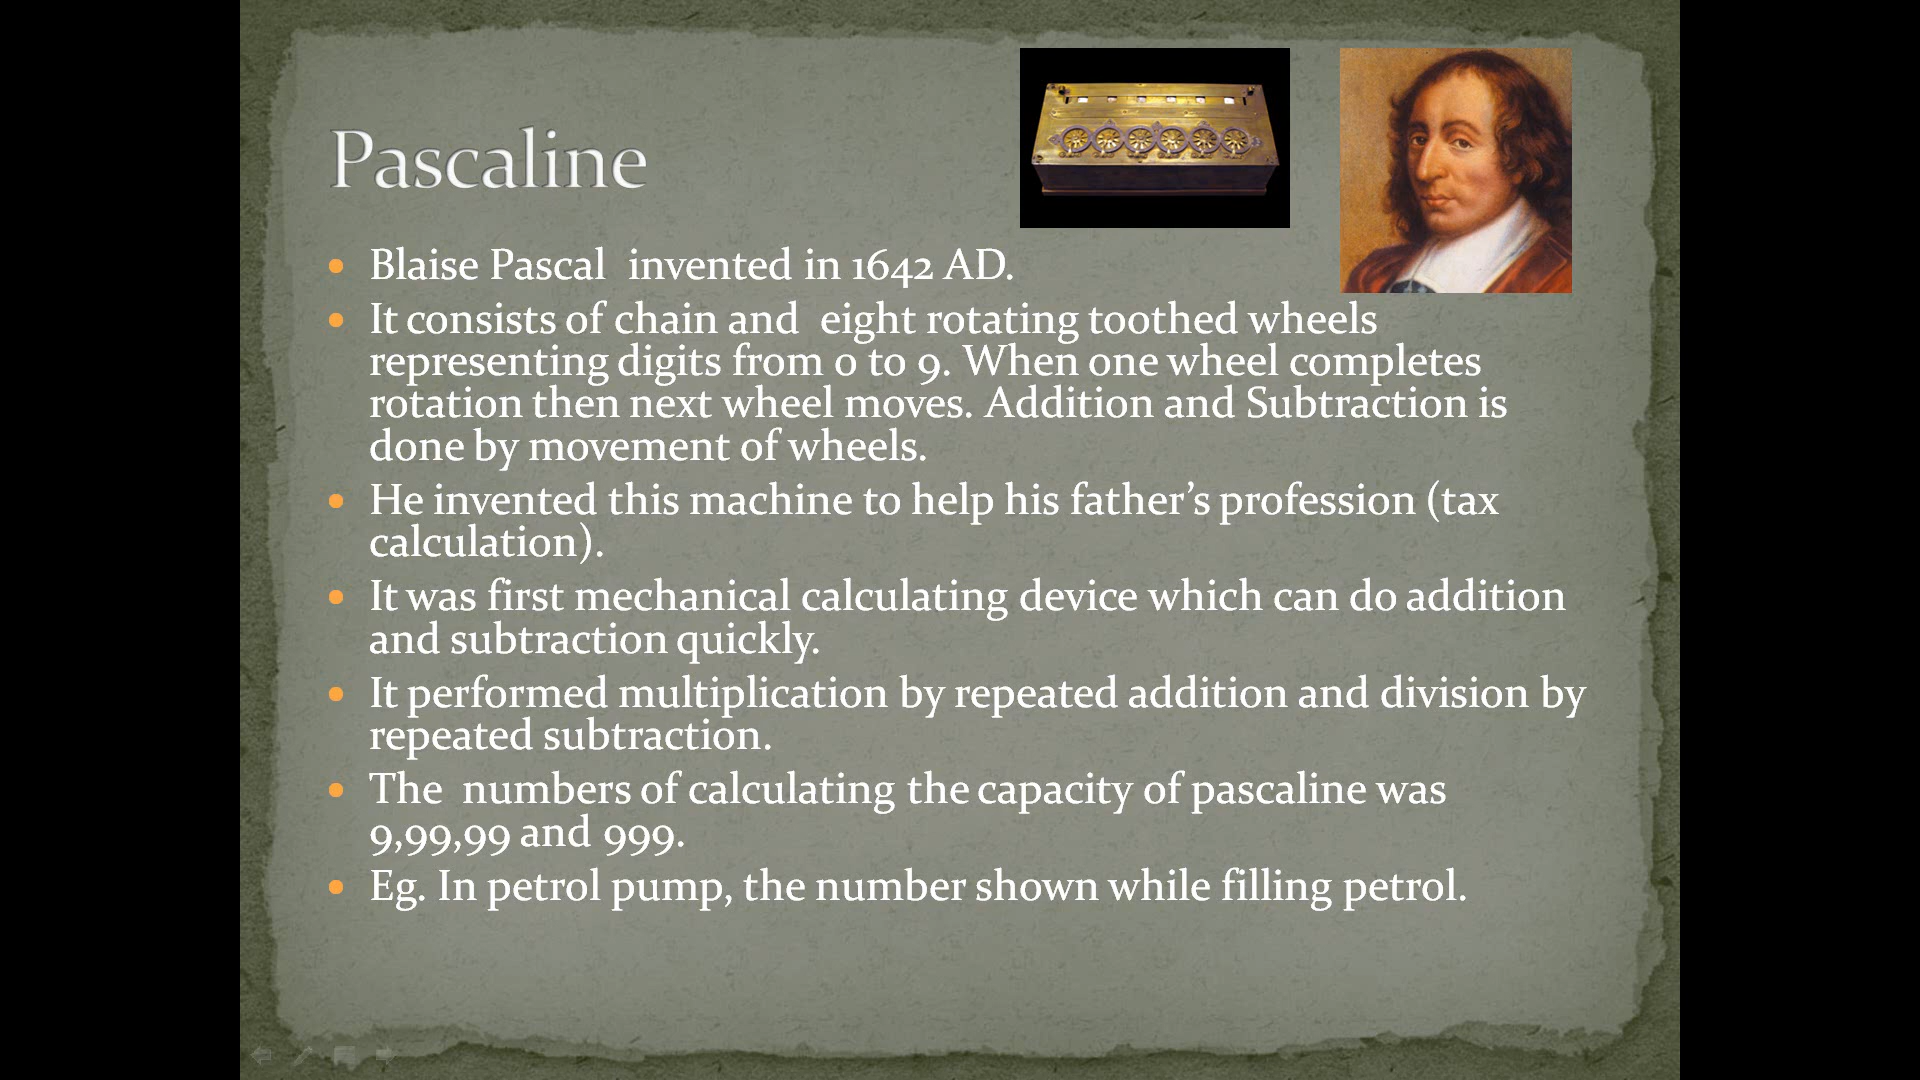 Pascaline
• Blaise Pascal  invented in 1642 AD.
• It consists of chain and  eight rotating toothed wheels
representing digits from 0 to 9. When one wheel completes
rotation then next wheel moves. Addition and Subtraction is
done by movement of wheels.
• He invented this machine to help his father’s profession (tax
calculation).
• It was first mechanical calculating device which can do addition
and subtraction quickly.
• It performed multiplication by repeated addition and division by
repeated subtraction.
• The  numbers of calculating the capacity of pascaline was
9,99,99 and 999.
• Eg. In petrol pump, the number shown while filling petrol.